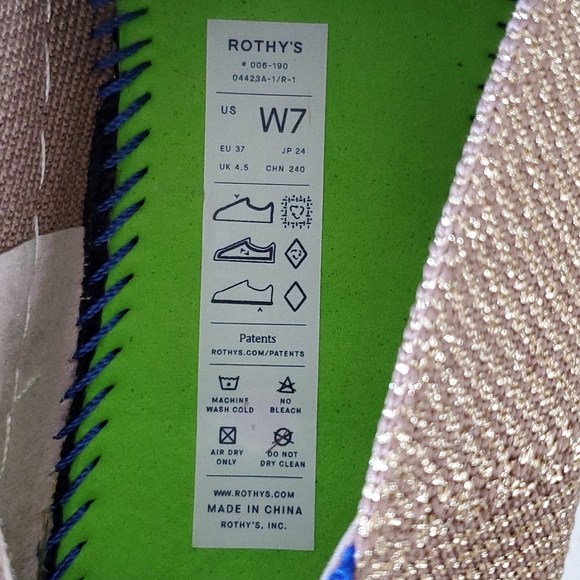 ROTHY'S
# 006-190
04423A-1/R-1
US W7
EU 37 JP 24
UK 4.5 CHN 240
Patents
ROTHYS.COM/PATENTS
MACHINE WASH COLD
NO BLEACH
AIR DRY ONLY
DO NOT DRY CLEAN
WWW.ROTHYS.COM
MADE IN CHINA
ROTHY'S, INC.